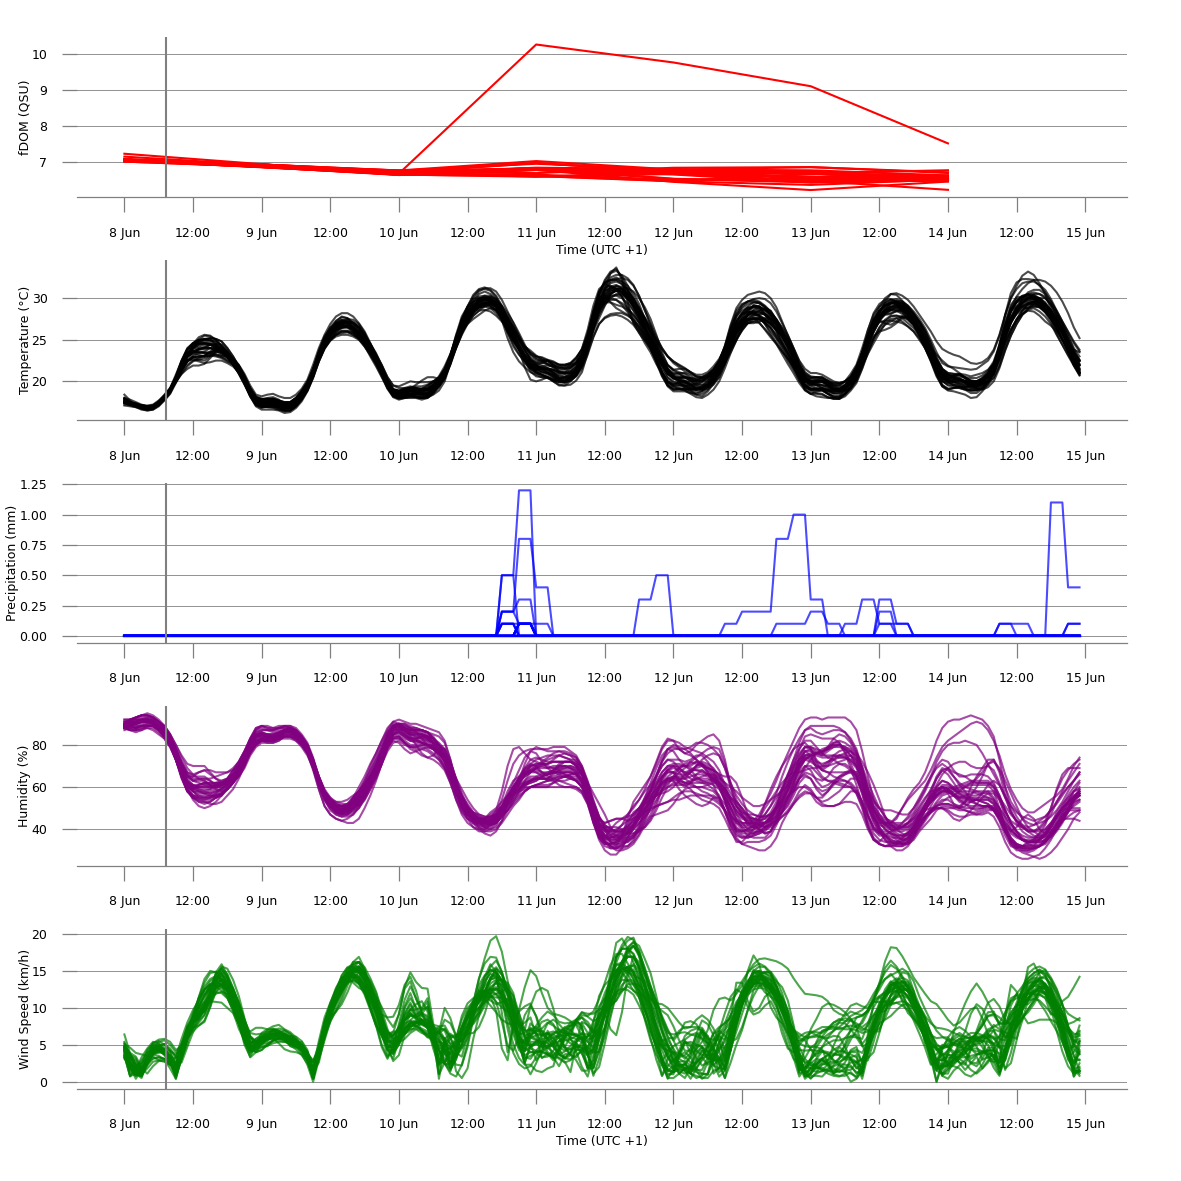 fDOM (QSU)
10
9
8
7
8 Jun 12:00 9 Jun 12:00 10 Jun 12:00 11 Jun 12:00 12 Jun 12:00 13 Jun 12:00 14 Jun 12:00 15 Jun
Time (UTC +1)
Temperature (°C)
30
25
20
8 Jun 12:00 9 Jun 12:00 10 Jun 12:00 11 Jun 12:00 12 Jun 12:00 13 Jun 12:00 14 Jun 12:00 15 Jun
Precipitation (mm)
1.25
1.00
0.75
0.50
0.25
0.00
8 Jun 12:00 9 Jun 12:00 10 Jun 12:00 11 Jun 12:00 12 Jun 12:00 13 Jun 12:00 14 Jun 12:00 15 Jun
Humidity (%)
80
60
40
8 Jun 12:00 9 Jun 12:00 10 Jun 12:00 11 Jun 12:00 12 Jun 12:00 13 Jun 12:00 14 Jun 12:00 15 Jun
Wind Speed (km/h)
20
15
10
5
0
8 Jun 12:00 9 Jun 12:00 10 Jun 12:00 11 Jun 12:00 12 Jun 12:00 13 Jun 12:00 14 Jun 12:00 15 Jun
Time (UTC +1)